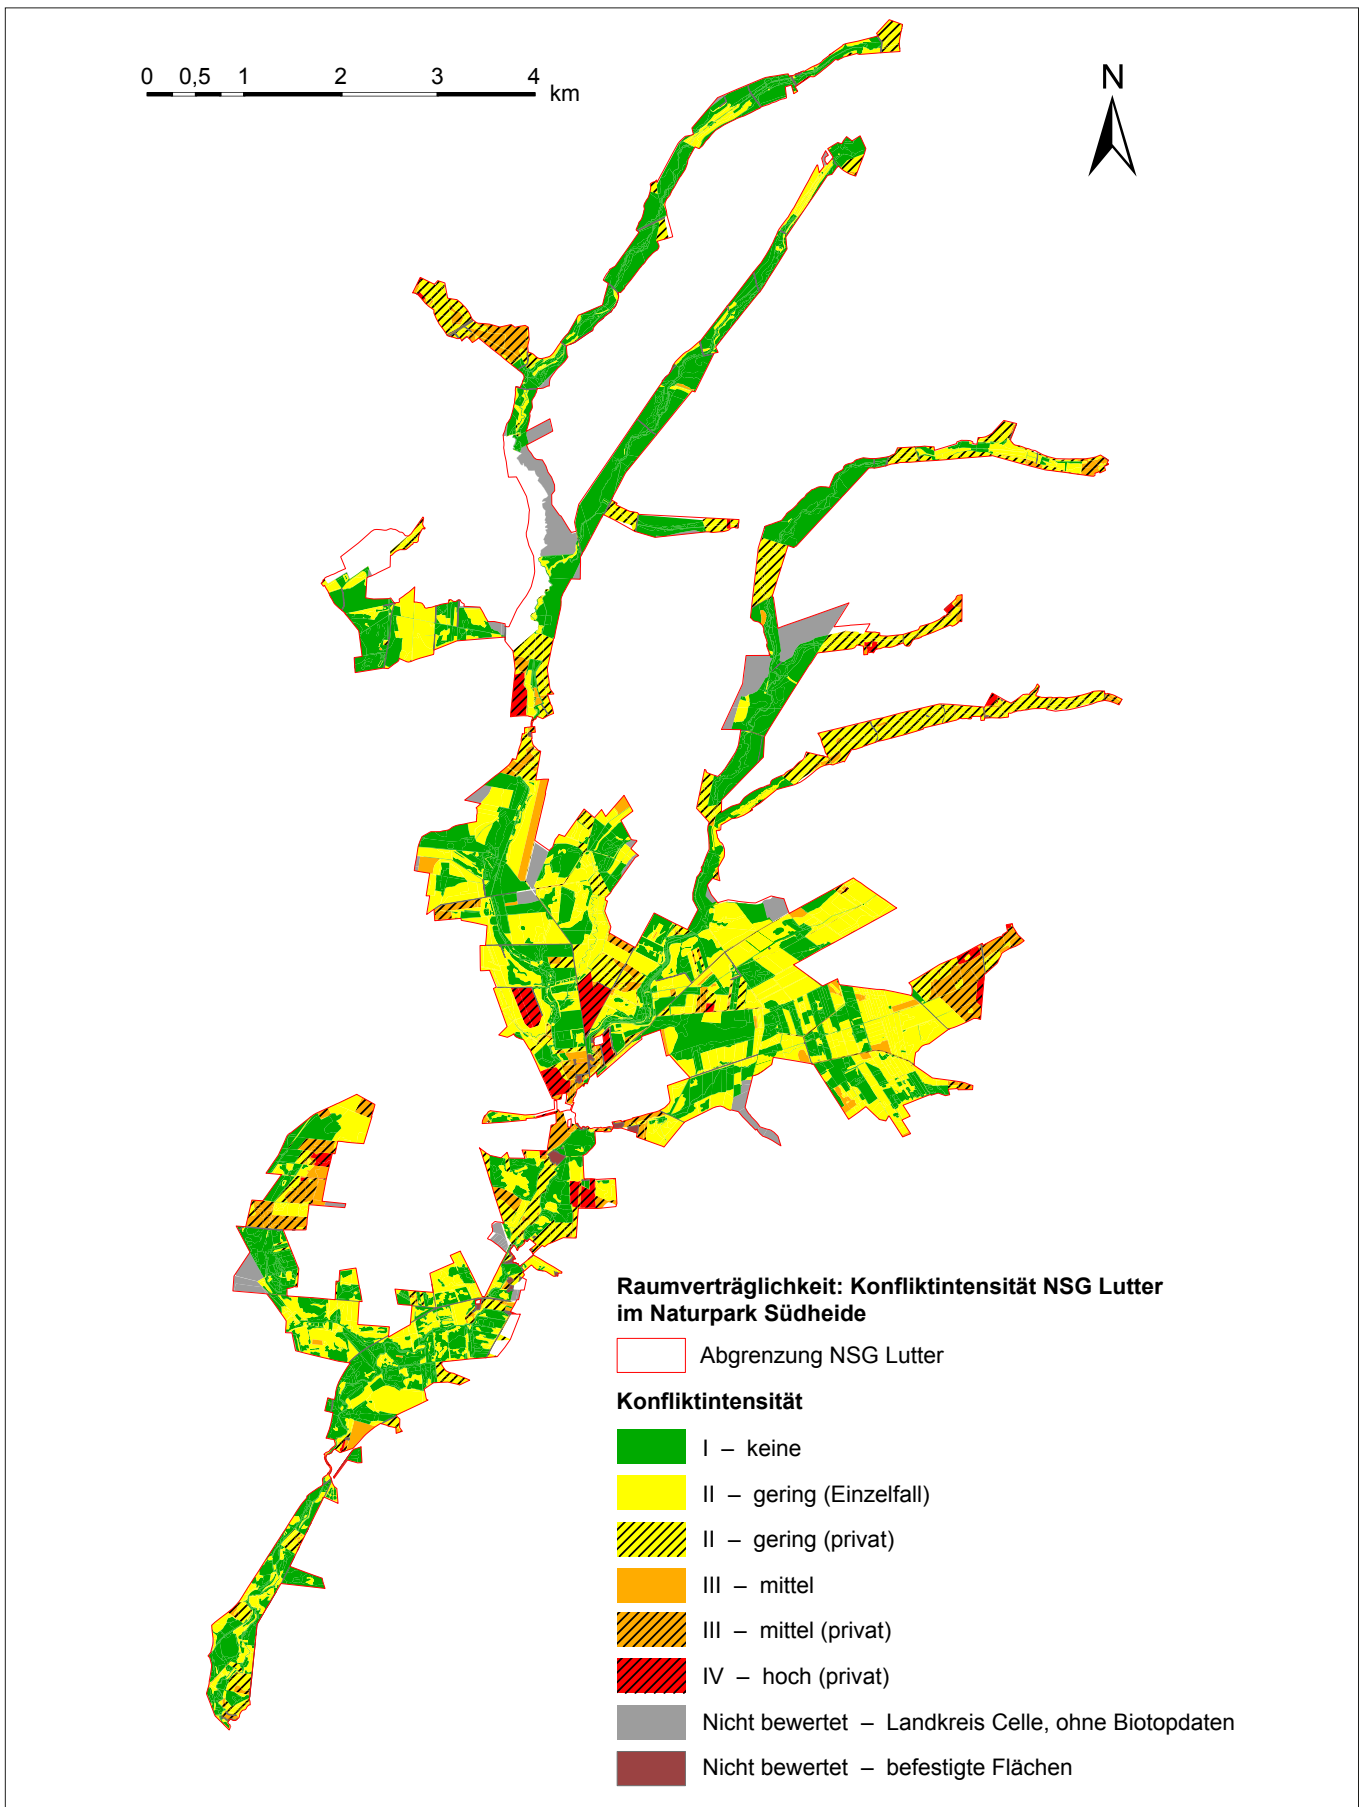 0 0,5 1 2 3 4
km
N
Raumverträglichkeit: Konfliktintensität NSG Lutter
im Naturpark Südheide
Abgrenzung NSG Lutter
Konfliktintensität
I – keine
II – gering (Einzelfall)
II – gering (privat)
III – mittel
III – mittel (privat)
IV – hoch (privat)
Nicht bewertet – Landkreis Celle, ohne Biotopdaten
Nicht bewertet – befestigte Flächen